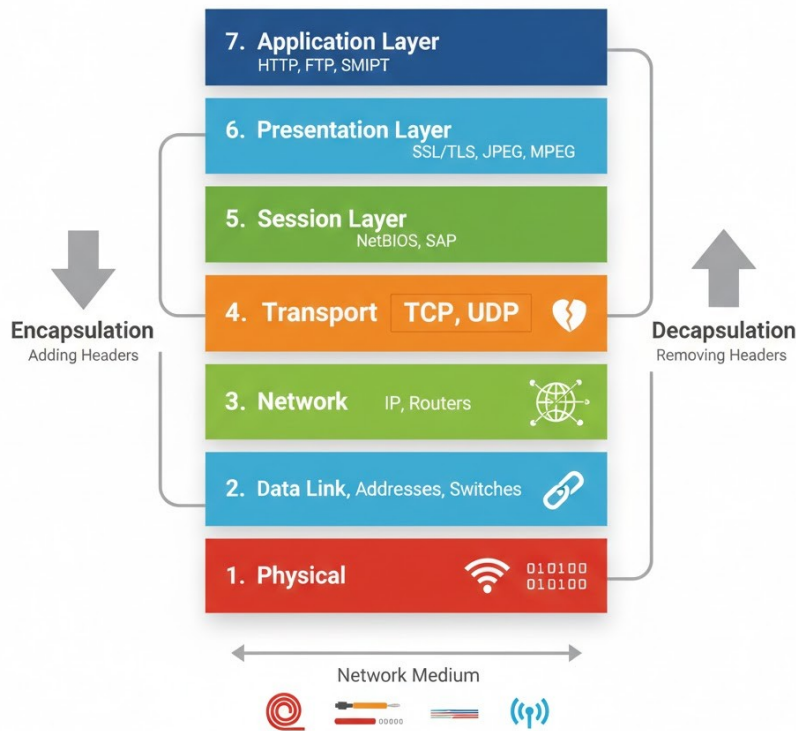 7. Application Layer
HTTP, FTP, SMIPT
6. Presentation Layer
SSL/TLS, JPEG, MPEG
5. Session Layer
NetBIOS, SAP
4. Transport TCP, UDP
Encapsulation
Adding Headers
Decapsulation
Removing Headers
3. Network IP, Routers
2. Data Link, Addresses, Switches
1. Physical
010100
010100
Network Medium
00000